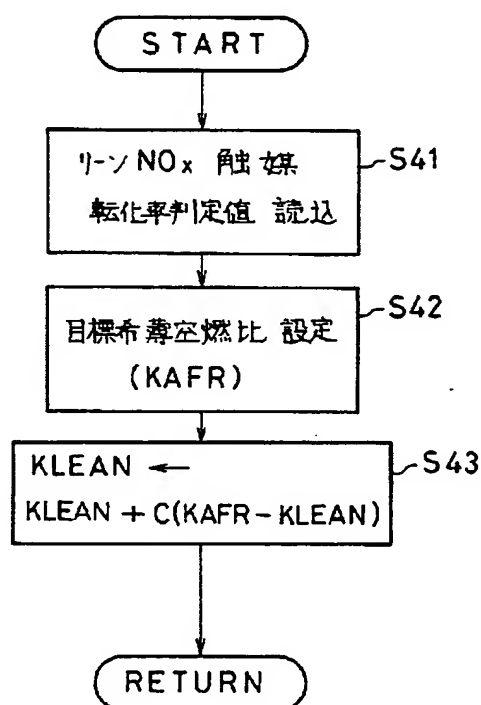 START
リーンNOx 触媒
転化率判定値 読込
S41
目標希薄空燃比 設定
(KAFR)
S42
KLEAN ←
KLEAN + C(KAFR-KLEAN)
S43
RETURN